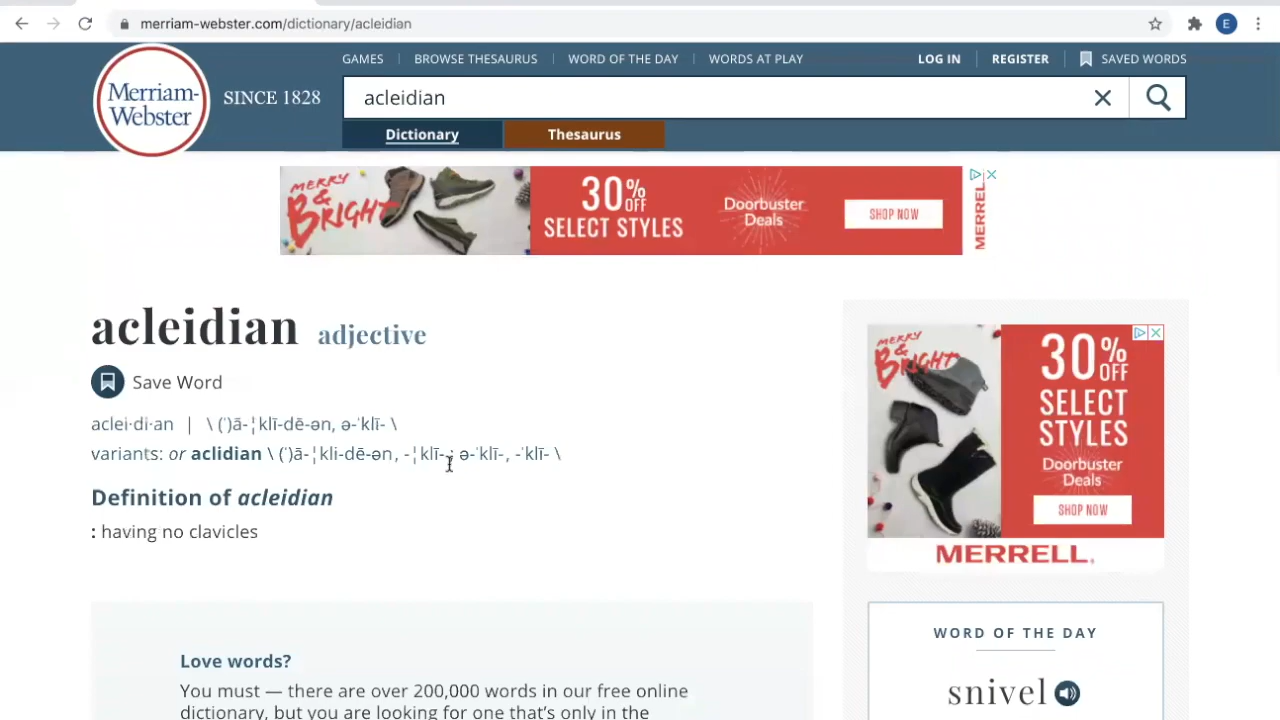 merriam-webster.com/dictionary/acleidian
E
GAMES
BROWSE THESAURUS
WORD OF THE DAY
WORDS AT PLAY
LOG IN
REGISTER
SAVED WORDS
Merriam-
Webster
SINCE 1828
acleidian
Dictionary
Thesaurus
MERRY
&
BRIGHT
30% OFF
SELECT STYLES
Doorbuster
Deals
SHOP NOW
MERRELL
acleidian adjective
Save Word
aclei·di·an | \ (ˈ)ā-¦klī-dē-ən, ə-ˈklī- \
variants: or aclidian \ (ˈ)ā-¦kli-dē-ən, -¦klī-; ə-ˈklī-, -ˈklī- \
Definition of acleidian
: having no clavicles
MERRY
&
BRIGHT
30% OFF
SELECT
STYLES
Doorbuster
Deals
SHOP NOW
MERRELL.
WORD OF THE DAY
snivel
Love words?
You must — there are over 200,000 words in our free online
dictionary, but you are looking for one that's only in the